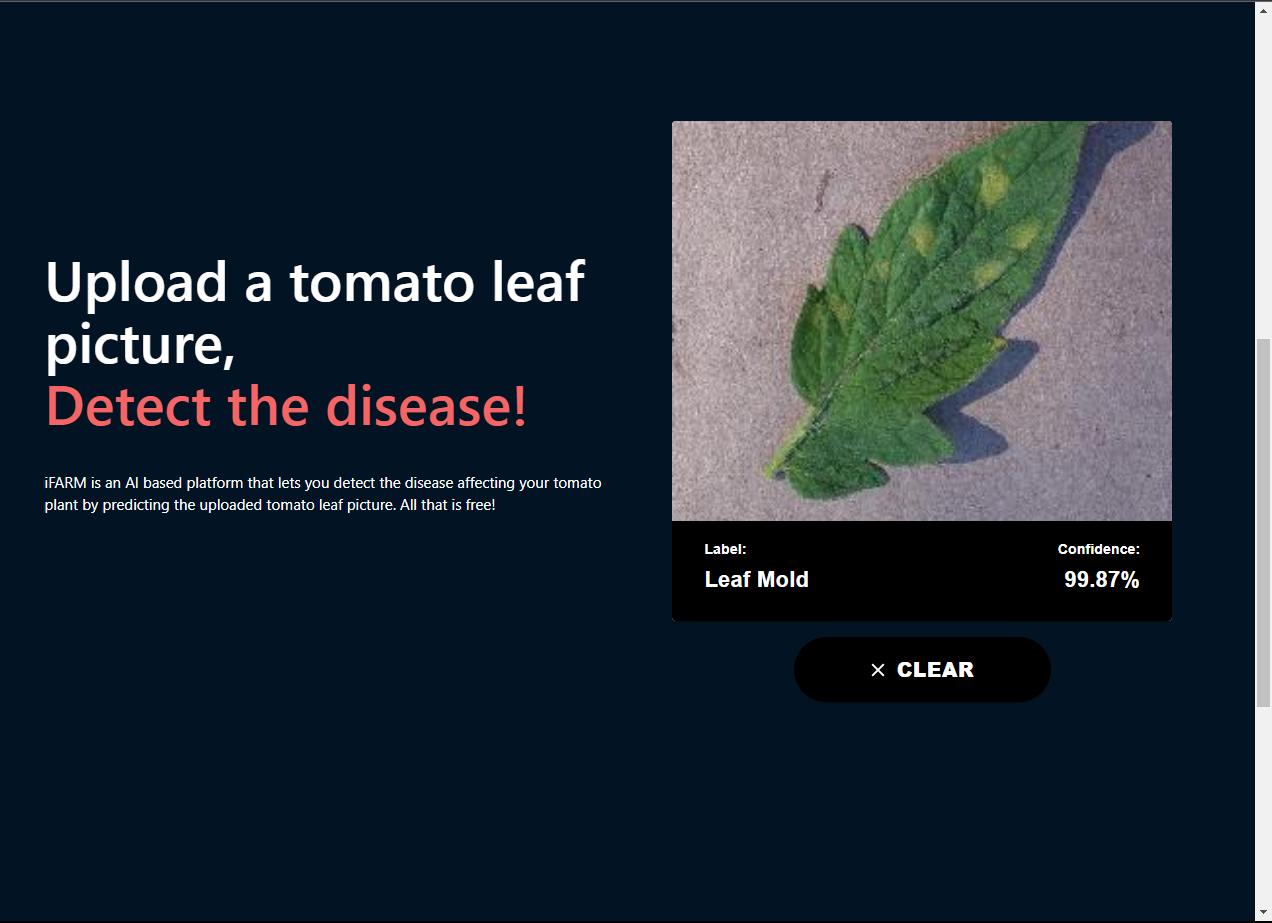 Upload a tomato leaf
picture,
Detect the disease!
iFARM is an AI based platform that lets you detect the disease affecting your tomato
plant by predicting the uploaded tomato leaf picture. All that is free!
Label:
Confidence:
Leaf Mold
99.87%
CLEAR